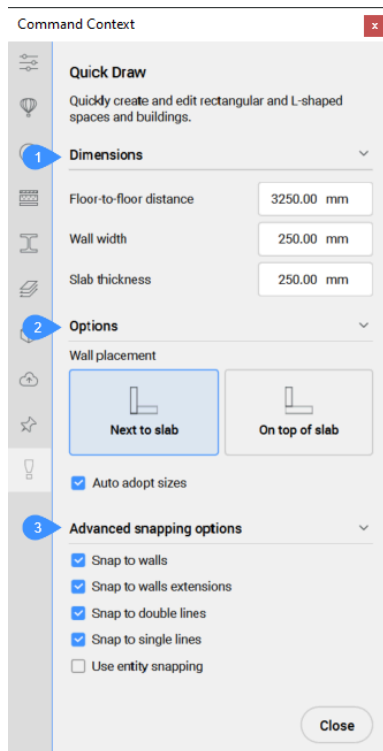 Command Context
x
Quick Draw
Quickly create and edit rectangular and L-shaped
spaces and buildings.
1
Dimensions
Floor-to-floor distance 3250.00 mm
Wall width 250.00 mm
Slab thickness 250.00 mm
2
Options
Wall placement
Next to slab On top of slab
Auto adopt sizes
3
Advanced snapping options
Snap to walls
Snap to walls extensions
Snap to double lines
Snap to single lines
Use entity snapping
Close